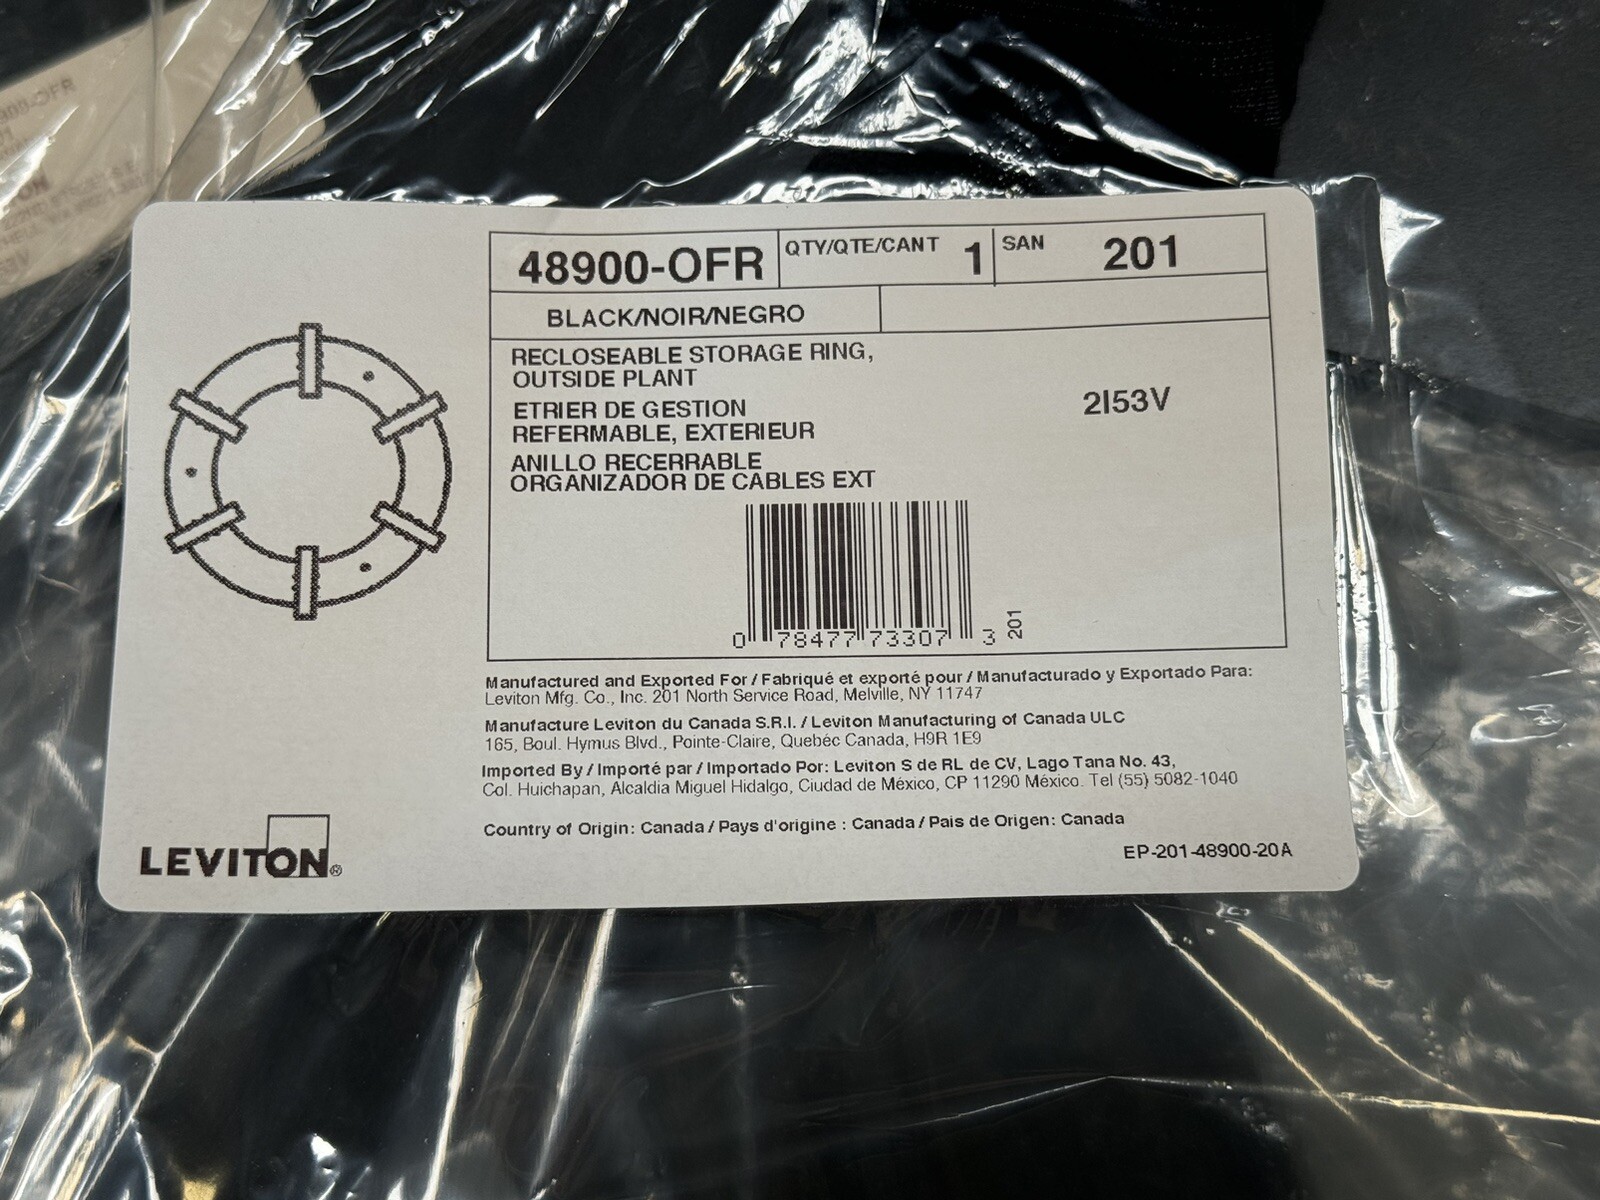 48900-OFR
QTY/QTE/CANT 1
SAN 201
BLACK/NOIR/NEGRO
RECLOSEABLE STORAGE RING,
OUTSIDE PLANT
ETRIER DE GESTION
REFERMABLE, EXTERIEUR
ANILLO RECERRABLE
ORGANIZADOR DE CABLES EXT
2I53V
0 78477 73307 3
201
Manufactured and Exported For / Fabriqué et exporté pour / Manufacturado y Exportado Para:
Leviton Mfg. Co., Inc. 201 North Service Road, Melville, NY 11747
Manufacture Leviton du Canada S.R.I. / Leviton Manufacturing of Canada ULC
165, Boul. Hymus Blvd., Pointe-Claire, Quebéc Canada, H9R 1E9
Imported By / Importé par / Importado Por: Leviton S de RL de CV, Lago Tana No. 43,
Col. Huichapan, Alcaldia Miguel Hidalgo, Ciudad de México, CP 11290 México. Tel (55) 5082-1040
Country of Origin: Canada / Pays d'origine : Canada / Pais de Origen: Canada
EP-201-48900-20A
LEVITON®